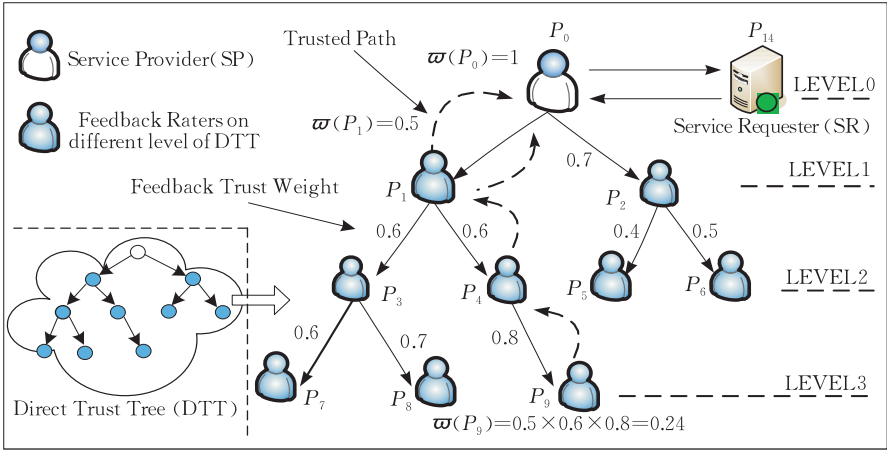 Service Provider(SP)
Feedback Raters on
different level of DTT
Trusted Path
ϖ(P0)=1
P0
P14
LEVEL0
Service Requester (SR)
ϖ(P1)=0.5
0.7
LEVEL1
Feedback Trust Weight
P1
P2
0.6
0.6
0.4
0.5
P3
P4
P5
P6
LEVEL2
0.6
0.7
0.8
P7
P8
P9
LEVEL3
Direct Trust Tree (DTT)
ϖ(P9)=0.5×0.6×0.8=0.24